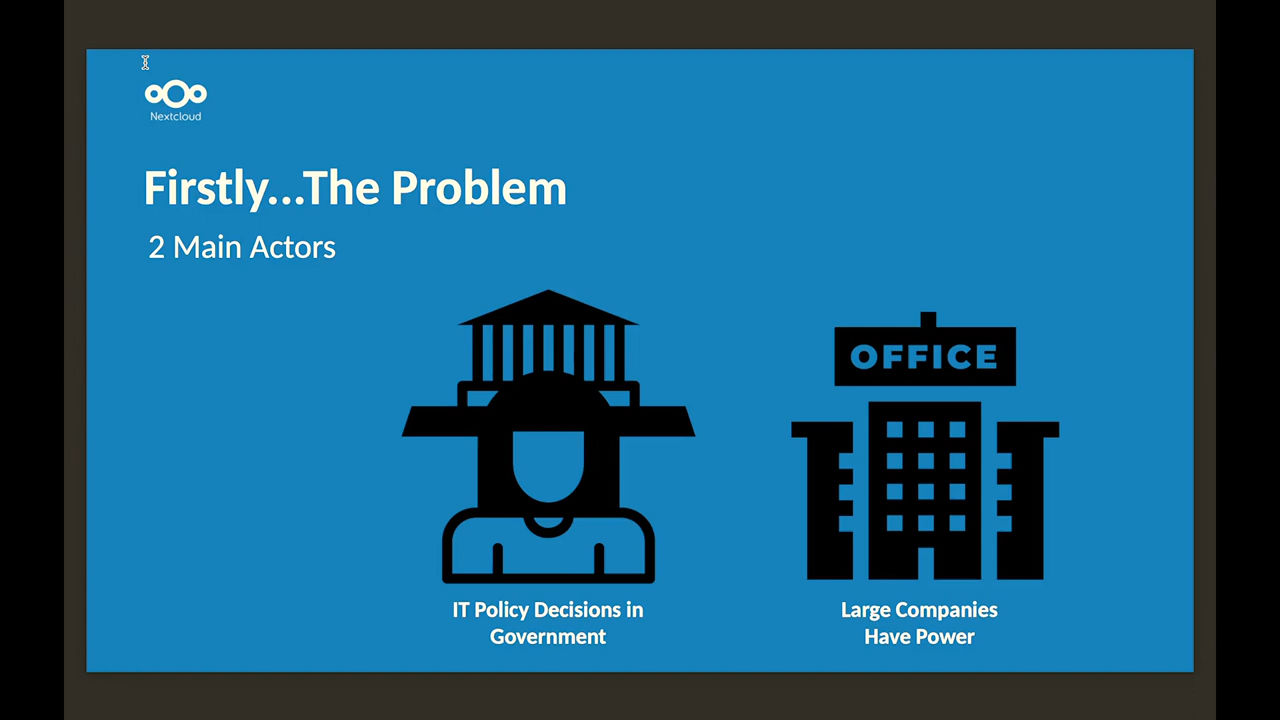 Nextcloud
Firstly...The Problem
2 Main Actors
OFFICE
IT Policy Decisions in
Government
Large Companies
Have Power